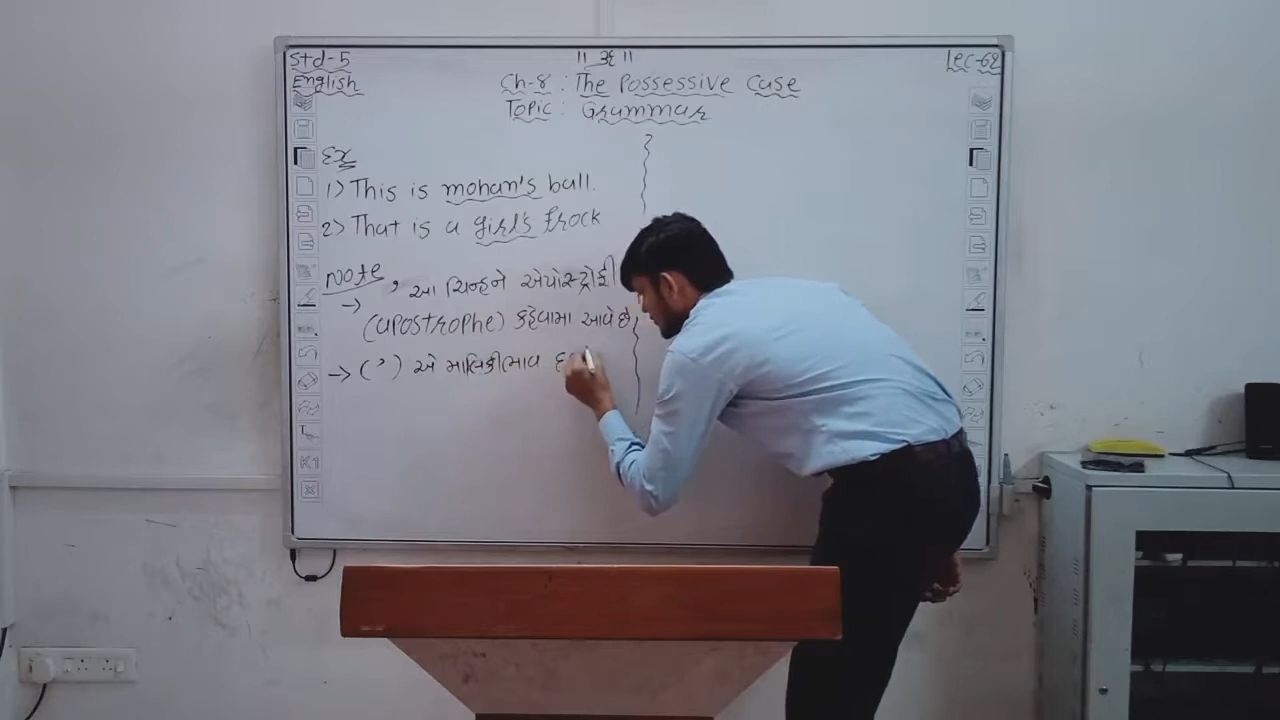 Std-5
English
॥ ૐ ॥
Lec-62
Ch-8 : The Possessive Case
Topic : Grammar
Ex
1) This is mohan's ball.
2) That is a girl's frock
Note
→ ' આ ચિન્હને એપોસ્ટ્રોફી
(apostrophe) કહેવામા આવે છે
→ (') એ માલિકીભાવ